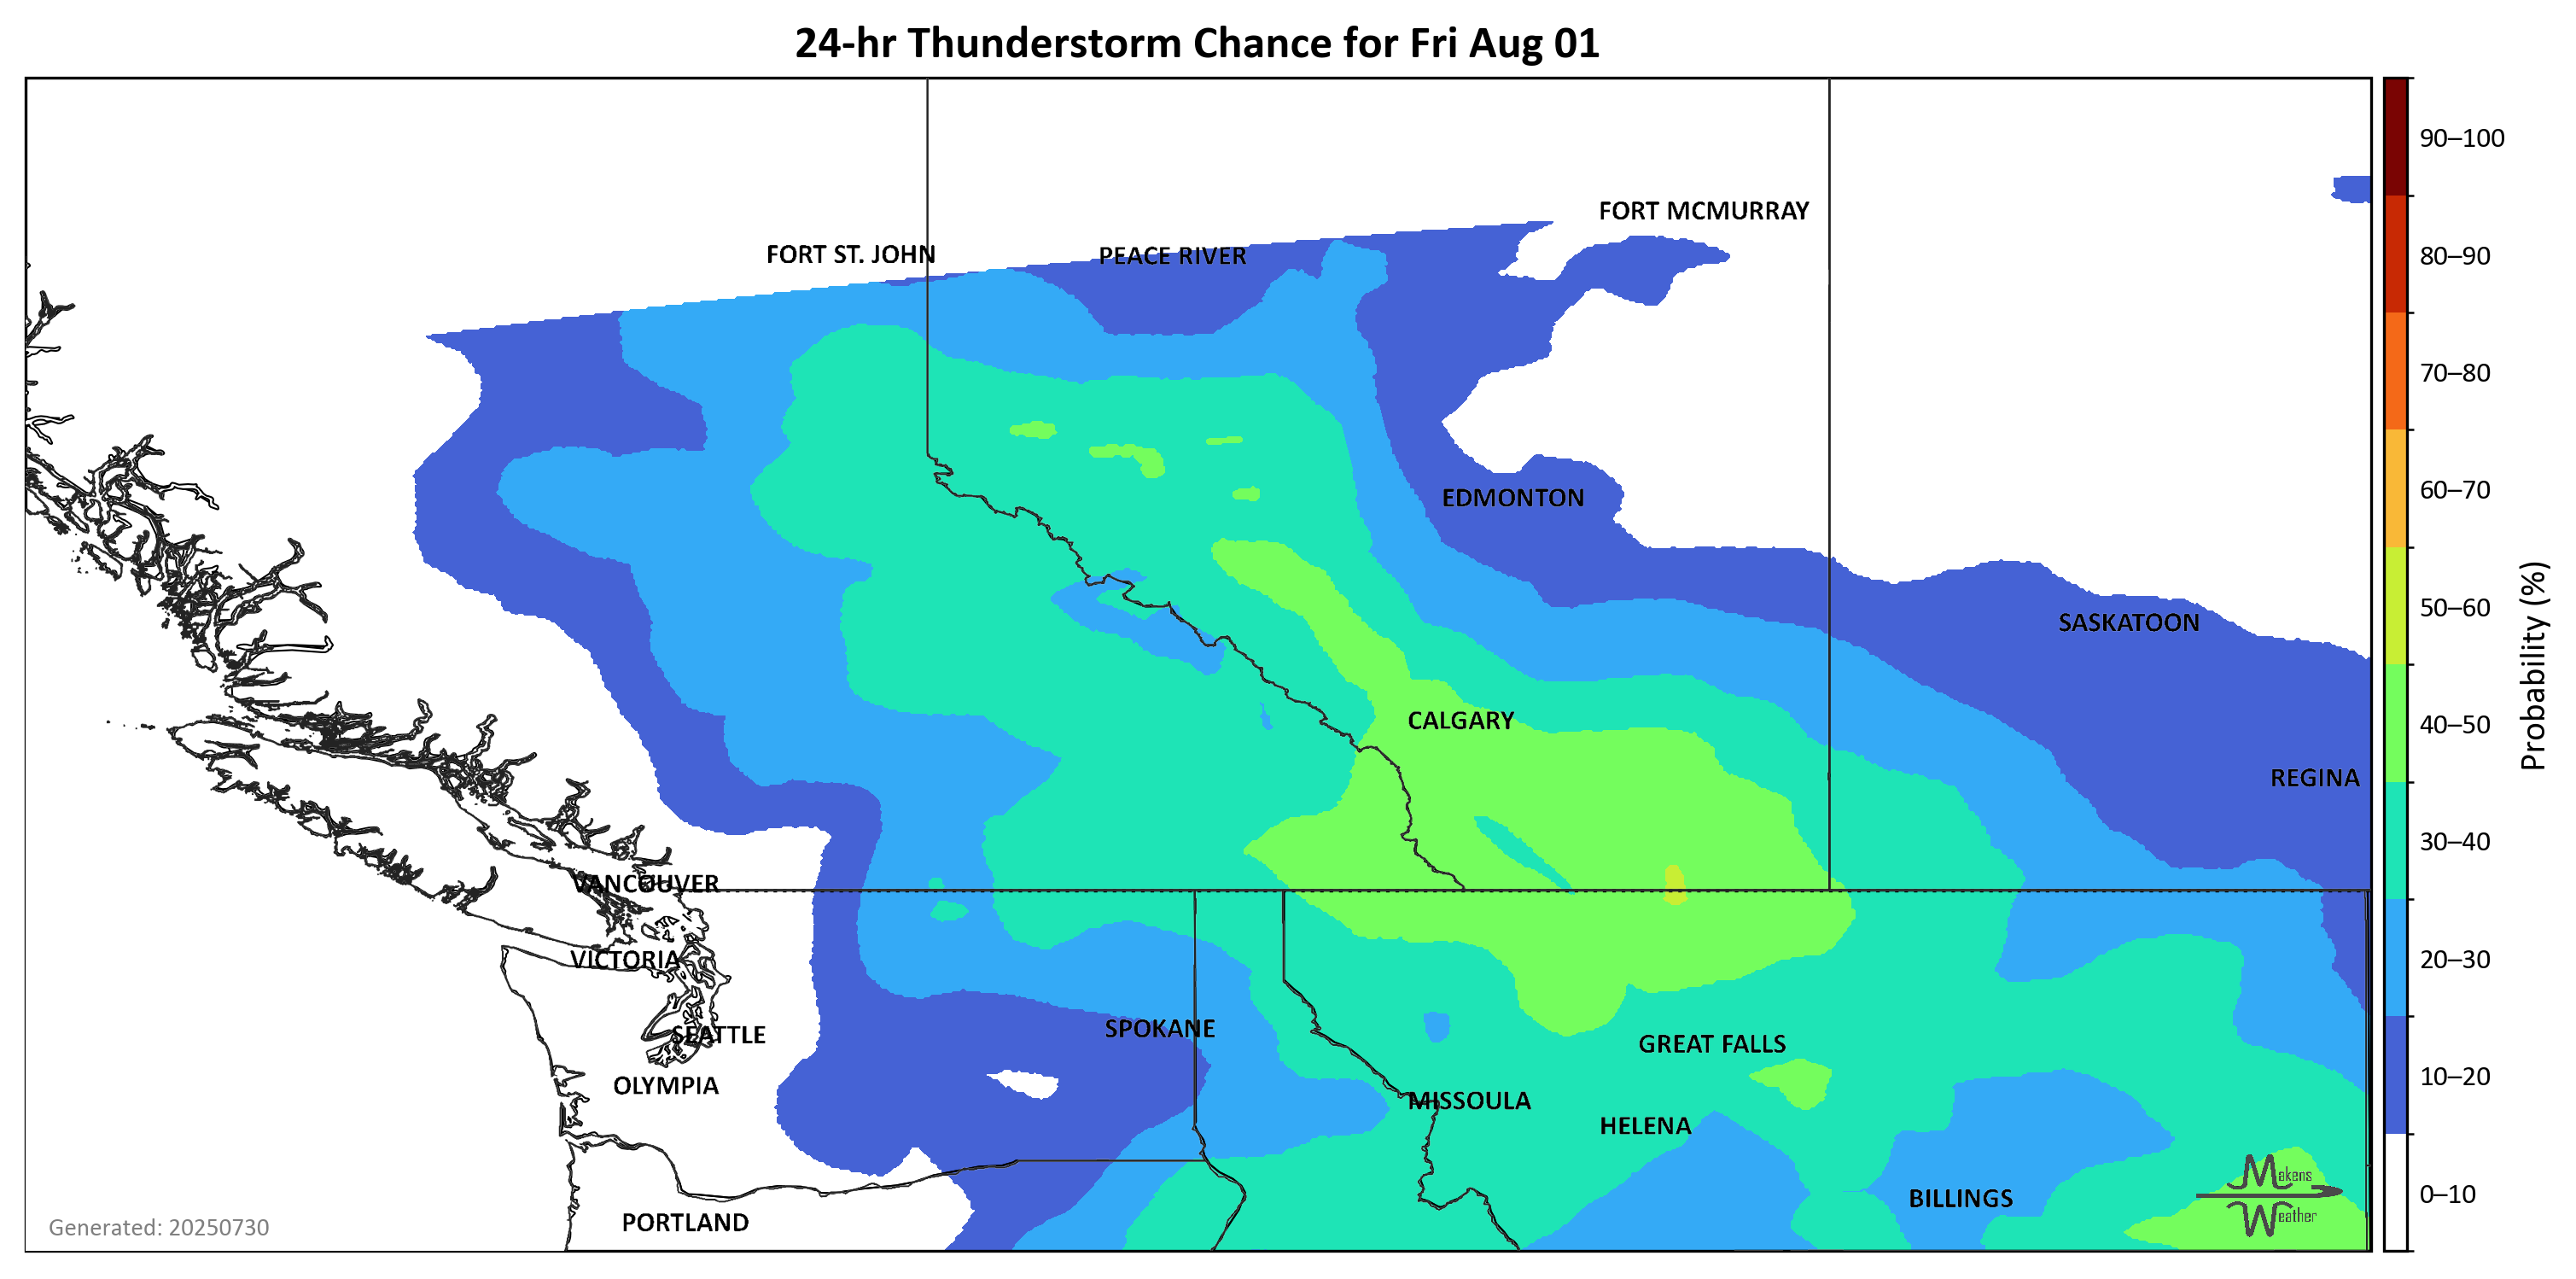 24-hr Thunderstorm Chance for Fri Aug 01
FORT MCMURRAY
FORT ST. JOHN
PEACE RIVER
EDMONTON
SASKATOON
CALGARY
REGINA
VANCOUVER
VICTORIA
SEATTLE
SPOKANE
GREAT FALLS
OLYMPIA
MISSOULA
HELENA
BILLINGS
PORTLAND
Makens
Weather
Generated: 20250730
90–100
80–90
70–80
60–70
50–60
40–50
30–40
20–30
10–20
0–10
Probability (%)